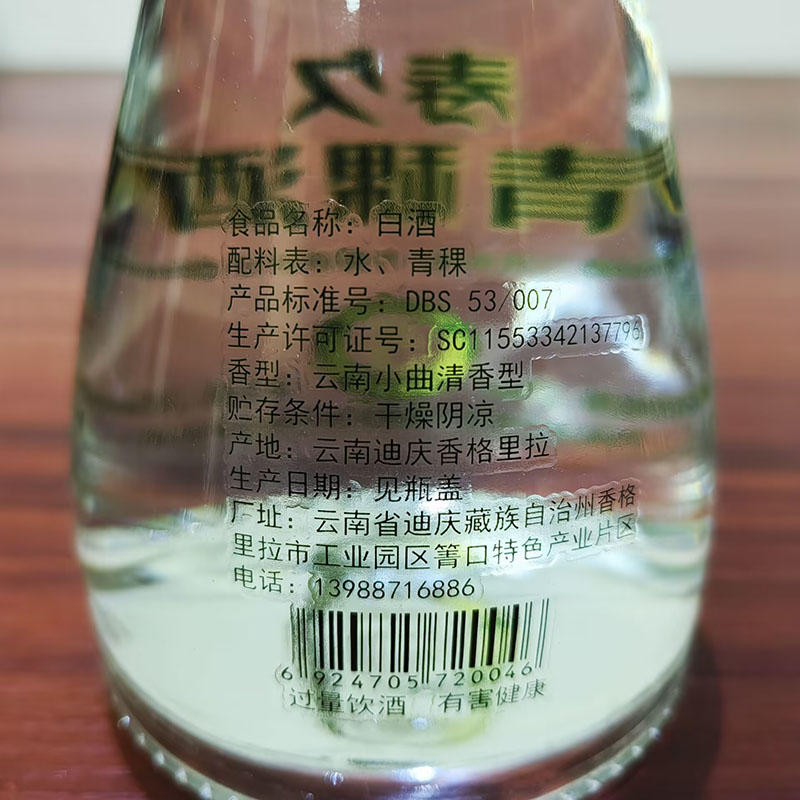 寿久
青稞酒
食品名称：白酒
配料表：水、青稞
产品标准号：DBS 53/007
生产许可证号：SC11553342137796
香型：云南小曲清香型
贮存条件：干燥阴凉
产地：云南迪庆香格里拉
生产日期：见瓶盖
厂址：云南省迪庆藏族自治州香格
里拉市工业园区箐口特色产业片区
电话：13988716886
6 924705 720046
过量饮酒 有害健康